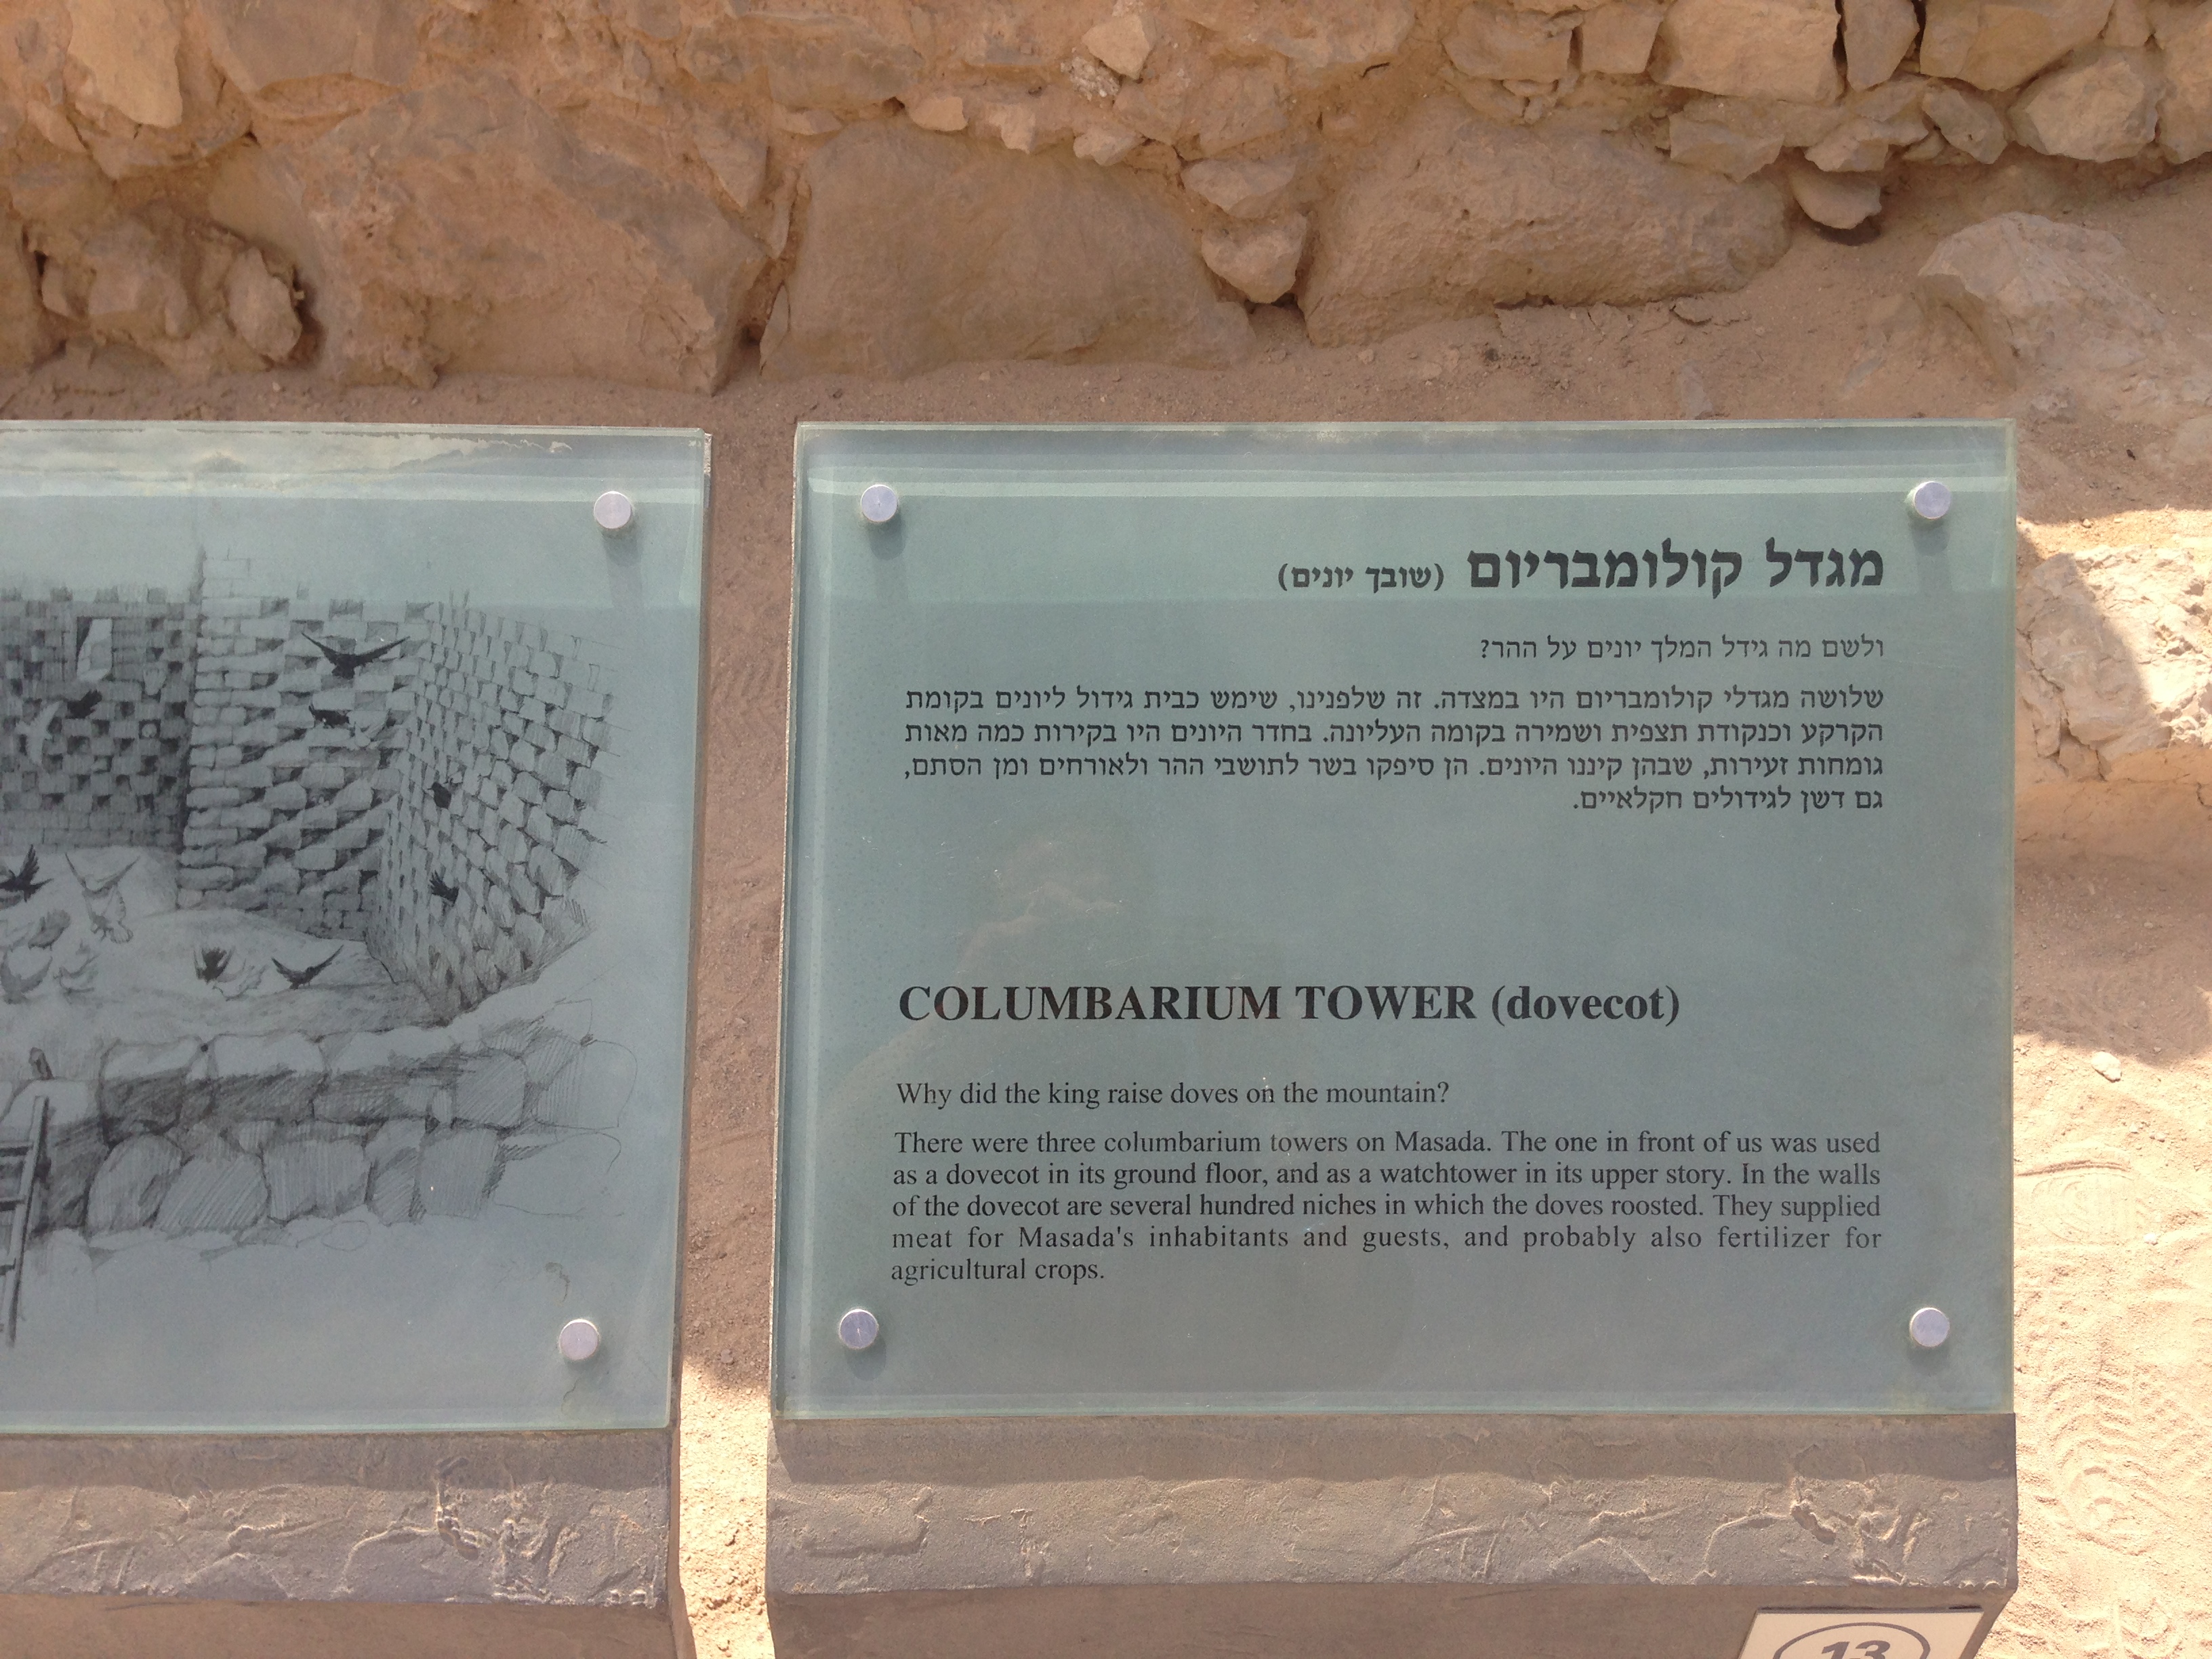 מגדל קולומבריום (שובך יונים)
ולשם מה גידל המלך יונים על ההר?
שלושה מגדלי קולומבריום היו במצדה. זה שלפנינו, שימש כבית גידול ליונים בקומת
הקרקע וכנקודת תצפית ושמירה בקומה העליונה. בחדר היונים היו בקירות כמה מאות
גומחות זעירות, שבהן קיננו היונים. הן סיפקו בשר לתושבי ההר ולאורחים ומן הסתם,
גם דשן לגידולים חקלאיים.
COLUMBARIUM TOWER (dovecot)
Why did the king raise doves on the mountain?
There were three columbarium towers on Masada. The one in front of us was used
as a dovecot in its ground floor, and as a watchtower in its upper story. In the walls
of the dovecot are several hundred niches in which the doves roosted. They supplied
meat for Masada's inhabitants and guests, and probably also fertilizer for
agricultural crops.
13